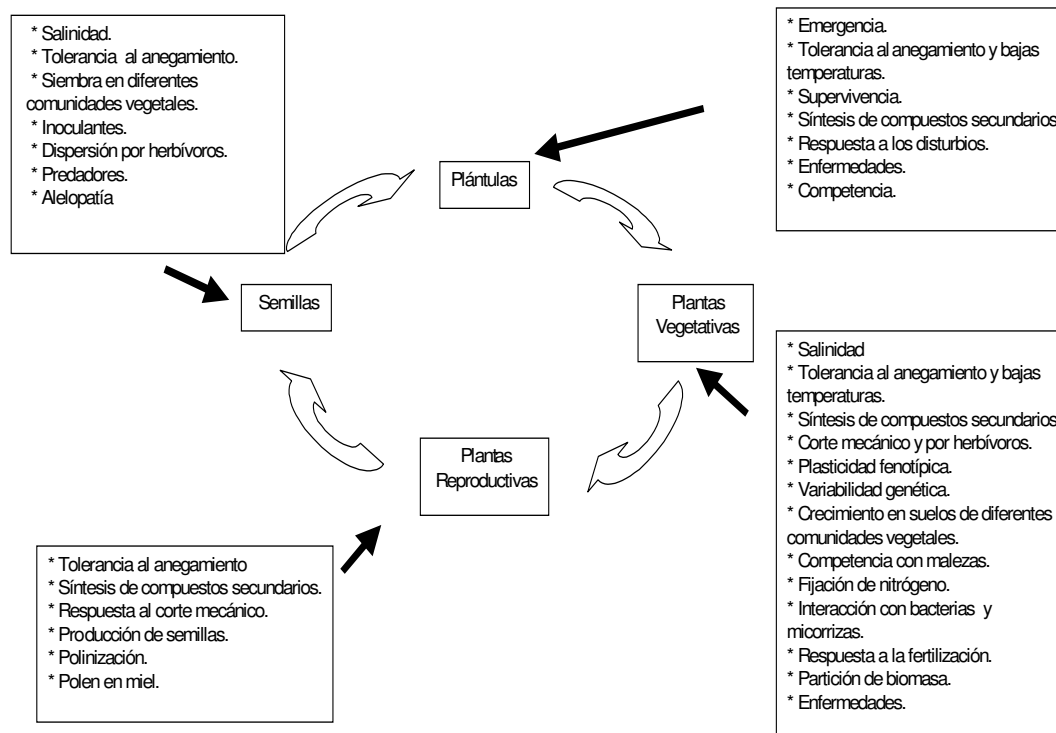 * Salinidad.
* Tolerancia al anegamiento.
* Siembra en diferentes
comunidades vegetales.
* Inoculantes.
* Dispersión por herbívoros.
* Predadores.
* Alelopatía
* Emergencia.
* Tolerancia al anegamiento y bajas
temperaturas.
* Supervivencia.
* Síntesis de compuestos secundarios
* Respuesta a los disturbios.
* Enfermedades.
* Competencia.
Plántulas
Semillas
Plantas
Vegetativas
Plantas
Reproductivas
* Salinidad
* Tolerancia al anegamiento y bajas
temperaturas.
* Síntesis de compuestos secundarios
* Corte mecánico y por herbívoros.
* Plasticidad fenotípica.
* Variabilidad genética.
* Crecimiento en suelos de diferentes
comunidades vegetales.
* Competencia con malezas.
* Fijación de nitrógeno.
* Interacción con bacterias y
micorrizas.
* Respuesta a la fertilización.
* Partición de biomasa.
* Enfermedades.
* Tolerancia al anegamiento
* Síntesis de compuestos secundarios.
* Respuesta al corte mecánico.
* Producción de semillas.
* Polinización.
* Polen en miel.